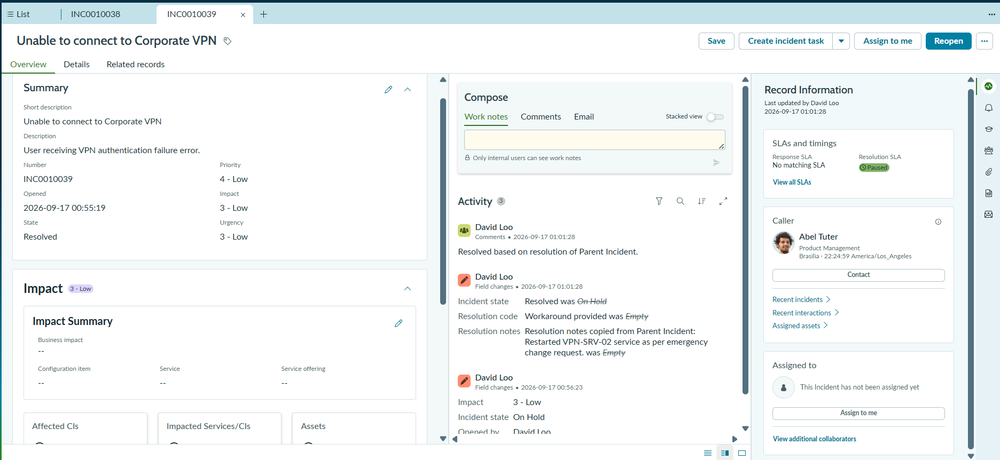 List
INC0010038
INC0010039
Unable to connect to Corporate VPN
Save
Create incident task
Assign to me
Reopen
Overview
Details
Related records
Summary
Short description
Unable to connect to Corporate VPN
Description
User receiving VPN authentication failure error.
Number
Priority
INC0010039
4 - Low
Opened
Impact
2026-09-17 00:55:19
3 - Low
State
Urgency
Resolved
3 - Low
Impact 3 - Low
Impact Summary
Business impact
--
Configuration item
Service
Service offering
--
--
--
Affected CIs
Impacted Services/CIs
Assets
Compose
Work notes
Comments
Email
Stacked view
Only internal users can see work notes
Activity 3
David Loo
Comments • 2026-09-17 01:01:28
Resolved based on resolution of Parent Incident.
David Loo
Field changes • 2026-09-17 01:01:28
Incident state Resolved was On Hold
Resolution code Workaround provided was Empty
Resolution notes Resolution notes copied from Parent Incident:
Restarted VPN-SRV-02 service as per emergency
change request. was Empty
David Loo
Field changes • 2026-09-17 00:56:23
Impact 3 - Low
Incident state On Hold
Opened by David Loo
Record Information
Last updated by David Loo
2026-09-17 01:01:28
SLAs and timings
Response SLA
Resolution SLA
No matching SLA
Paused
View all SLAs
Caller
Abel Tuter
Product Management
Brasilia · 22:24:59 America/Los_Angeles
Contact
Recent incidents
Recent interactions
Assigned assets
Assigned to
This Incident has not been assigned yet
Assign to me
View additional collaborators